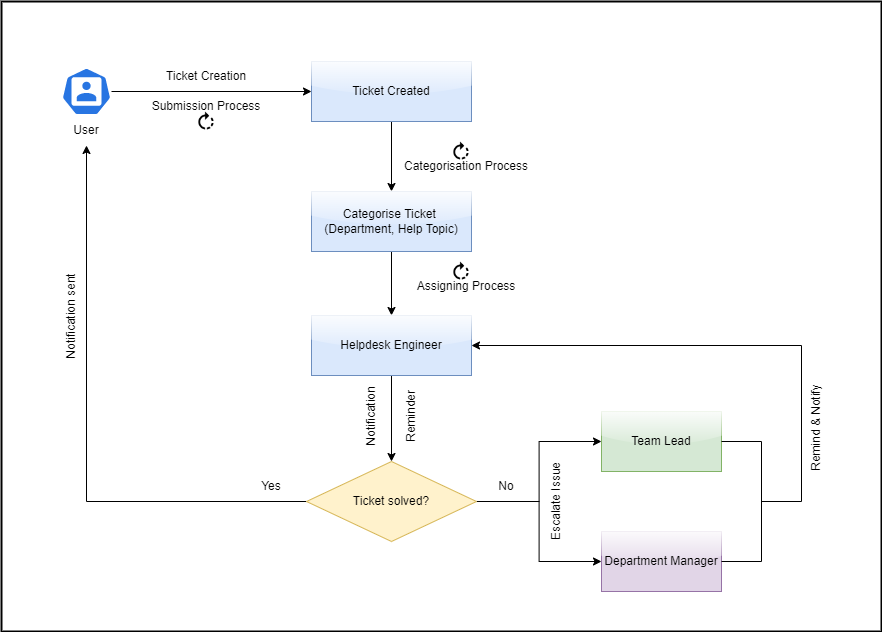 Ticket Creation
Submission Process
User
Ticket Created
Categorisation Process
Categorise Ticket
(Department, Help Topic)
Assigning Process
Helpdesk Engineer
Notification
Reminder
Notification sent
Ticket solved?
Yes
No
Escalate Issue
Team Lead
Department Manager
Remind & Notify